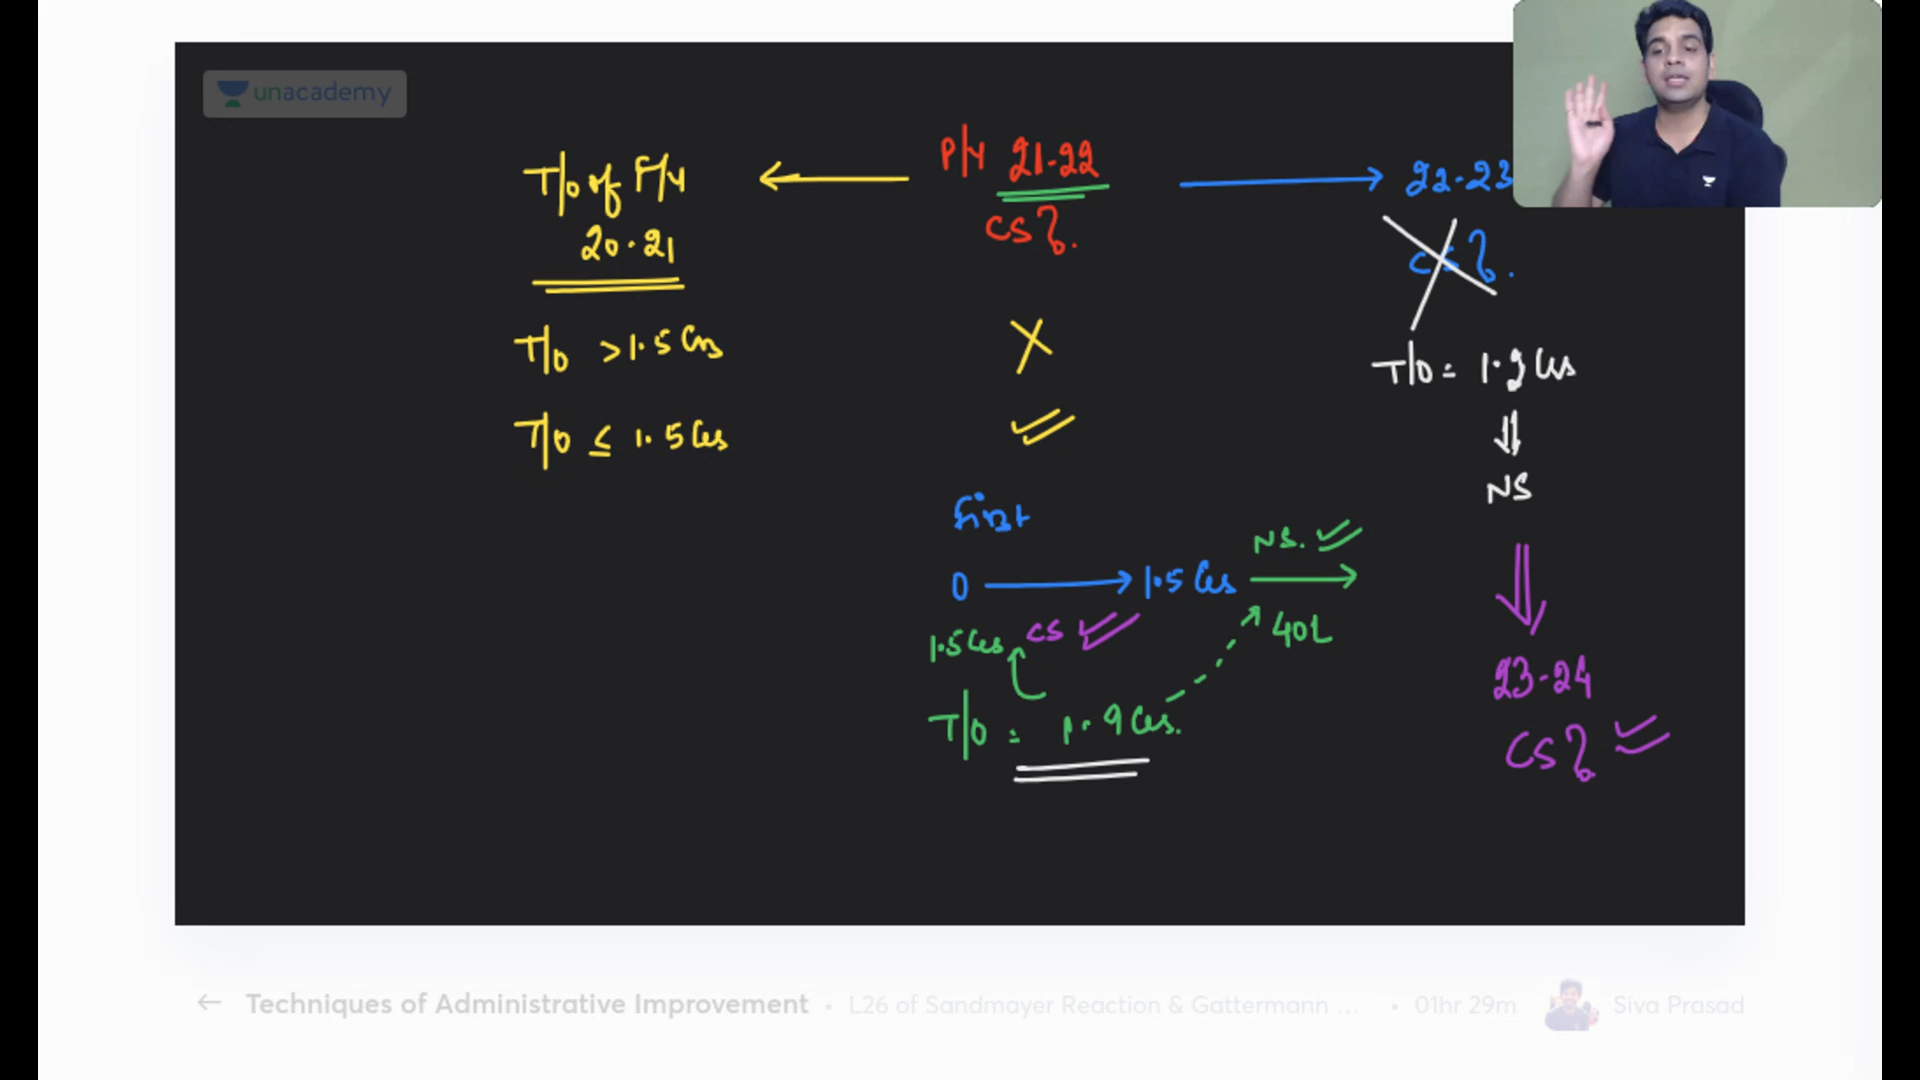 unacademy
T/o of F/y
20-21
P/y 21-22
CS?
22-23
CS?
T/o > 1.5 Crs
T/o ≤ 1.5 Crs
T/o = 1.9 Crs
NS
23-24
CS?
First
0
1.5 Crs
NS.
1.5 Crs
CS
40L
T/o = 1.9 Crs.
Techniques of Administrative Improvement
L26 of Sandmayer Reaction & Gattermann ...
01hr 29m
Siva Prasad